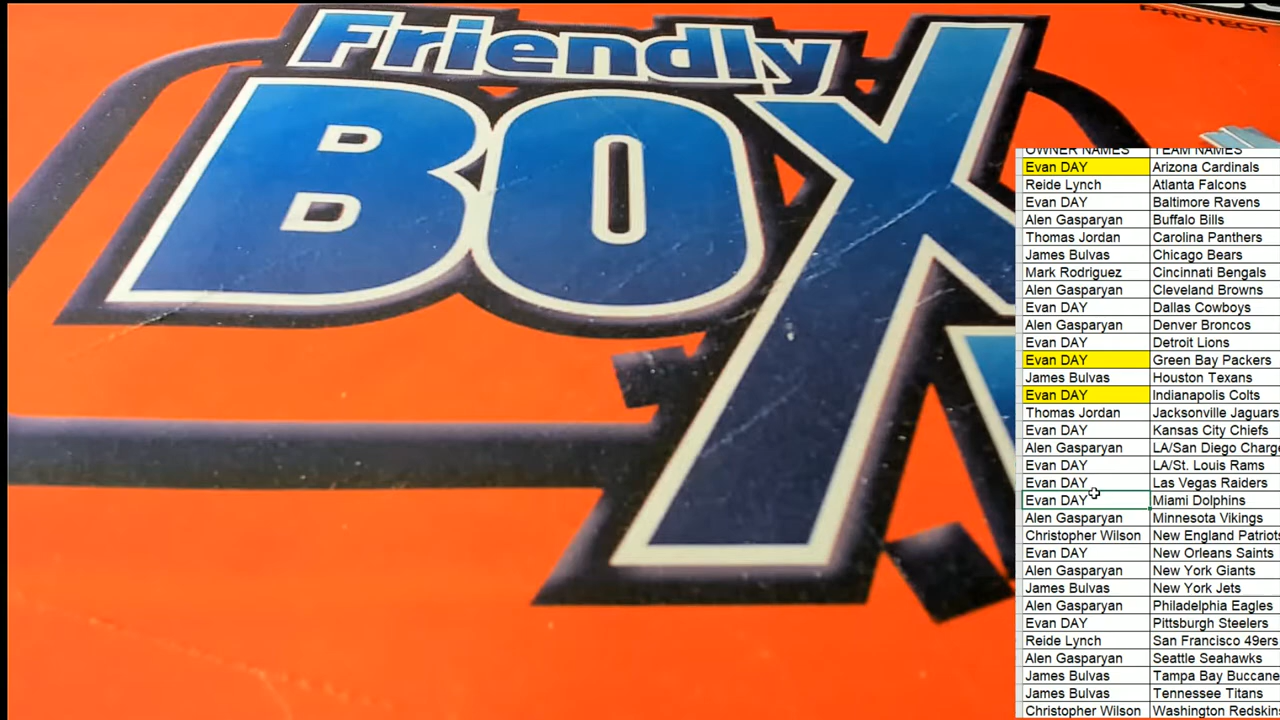 Friendly
BOX
PROTECT
OWNER NAMES TEAM NAMES
Evan DAY Arizona Cardinals
Reide Lynch Atlanta Falcons
Evan DAY Baltimore Ravens
Alen Gasparyan Buffalo Bills
Thomas Jordan Carolina Panthers
James Bulvas Chicago Bears
Mark Rodriguez Cincinnati Bengals
Alen Gasparyan Cleveland Browns
Evan DAY Dallas Cowboys
Alen Gasparyan Denver Broncos
Evan DAY Detroit Lions
Evan DAY Green Bay Packers
James Bulvas Houston Texans
Evan DAY Indianapolis Colts
Thomas Jordan Jacksonville Jaguars
Evan DAY Kansas City Chiefs
Alen Gasparyan LA/San Diego Charge
Evan DAY LA/St. Louis Rams
Evan DAY Las Vegas Raiders
Evan DAY Miami Dolphins
Alen Gasparyan Minnesota Vikings
Christopher Wilson New England Patriots
Evan DAY New Orleans Saints
Alen Gasparyan New York Giants
James Bulvas New York Jets
Alen Gasparyan Philadelphia Eagles
Evan DAY Pittsburgh Steelers
Reide Lynch San Francisco 49ers
Alen Gasparyan Seattle Seahawks
James Bulvas Tampa Bay Buccane
James Bulvas Tennessee Titans
Christopher Wilson Washington Redskin